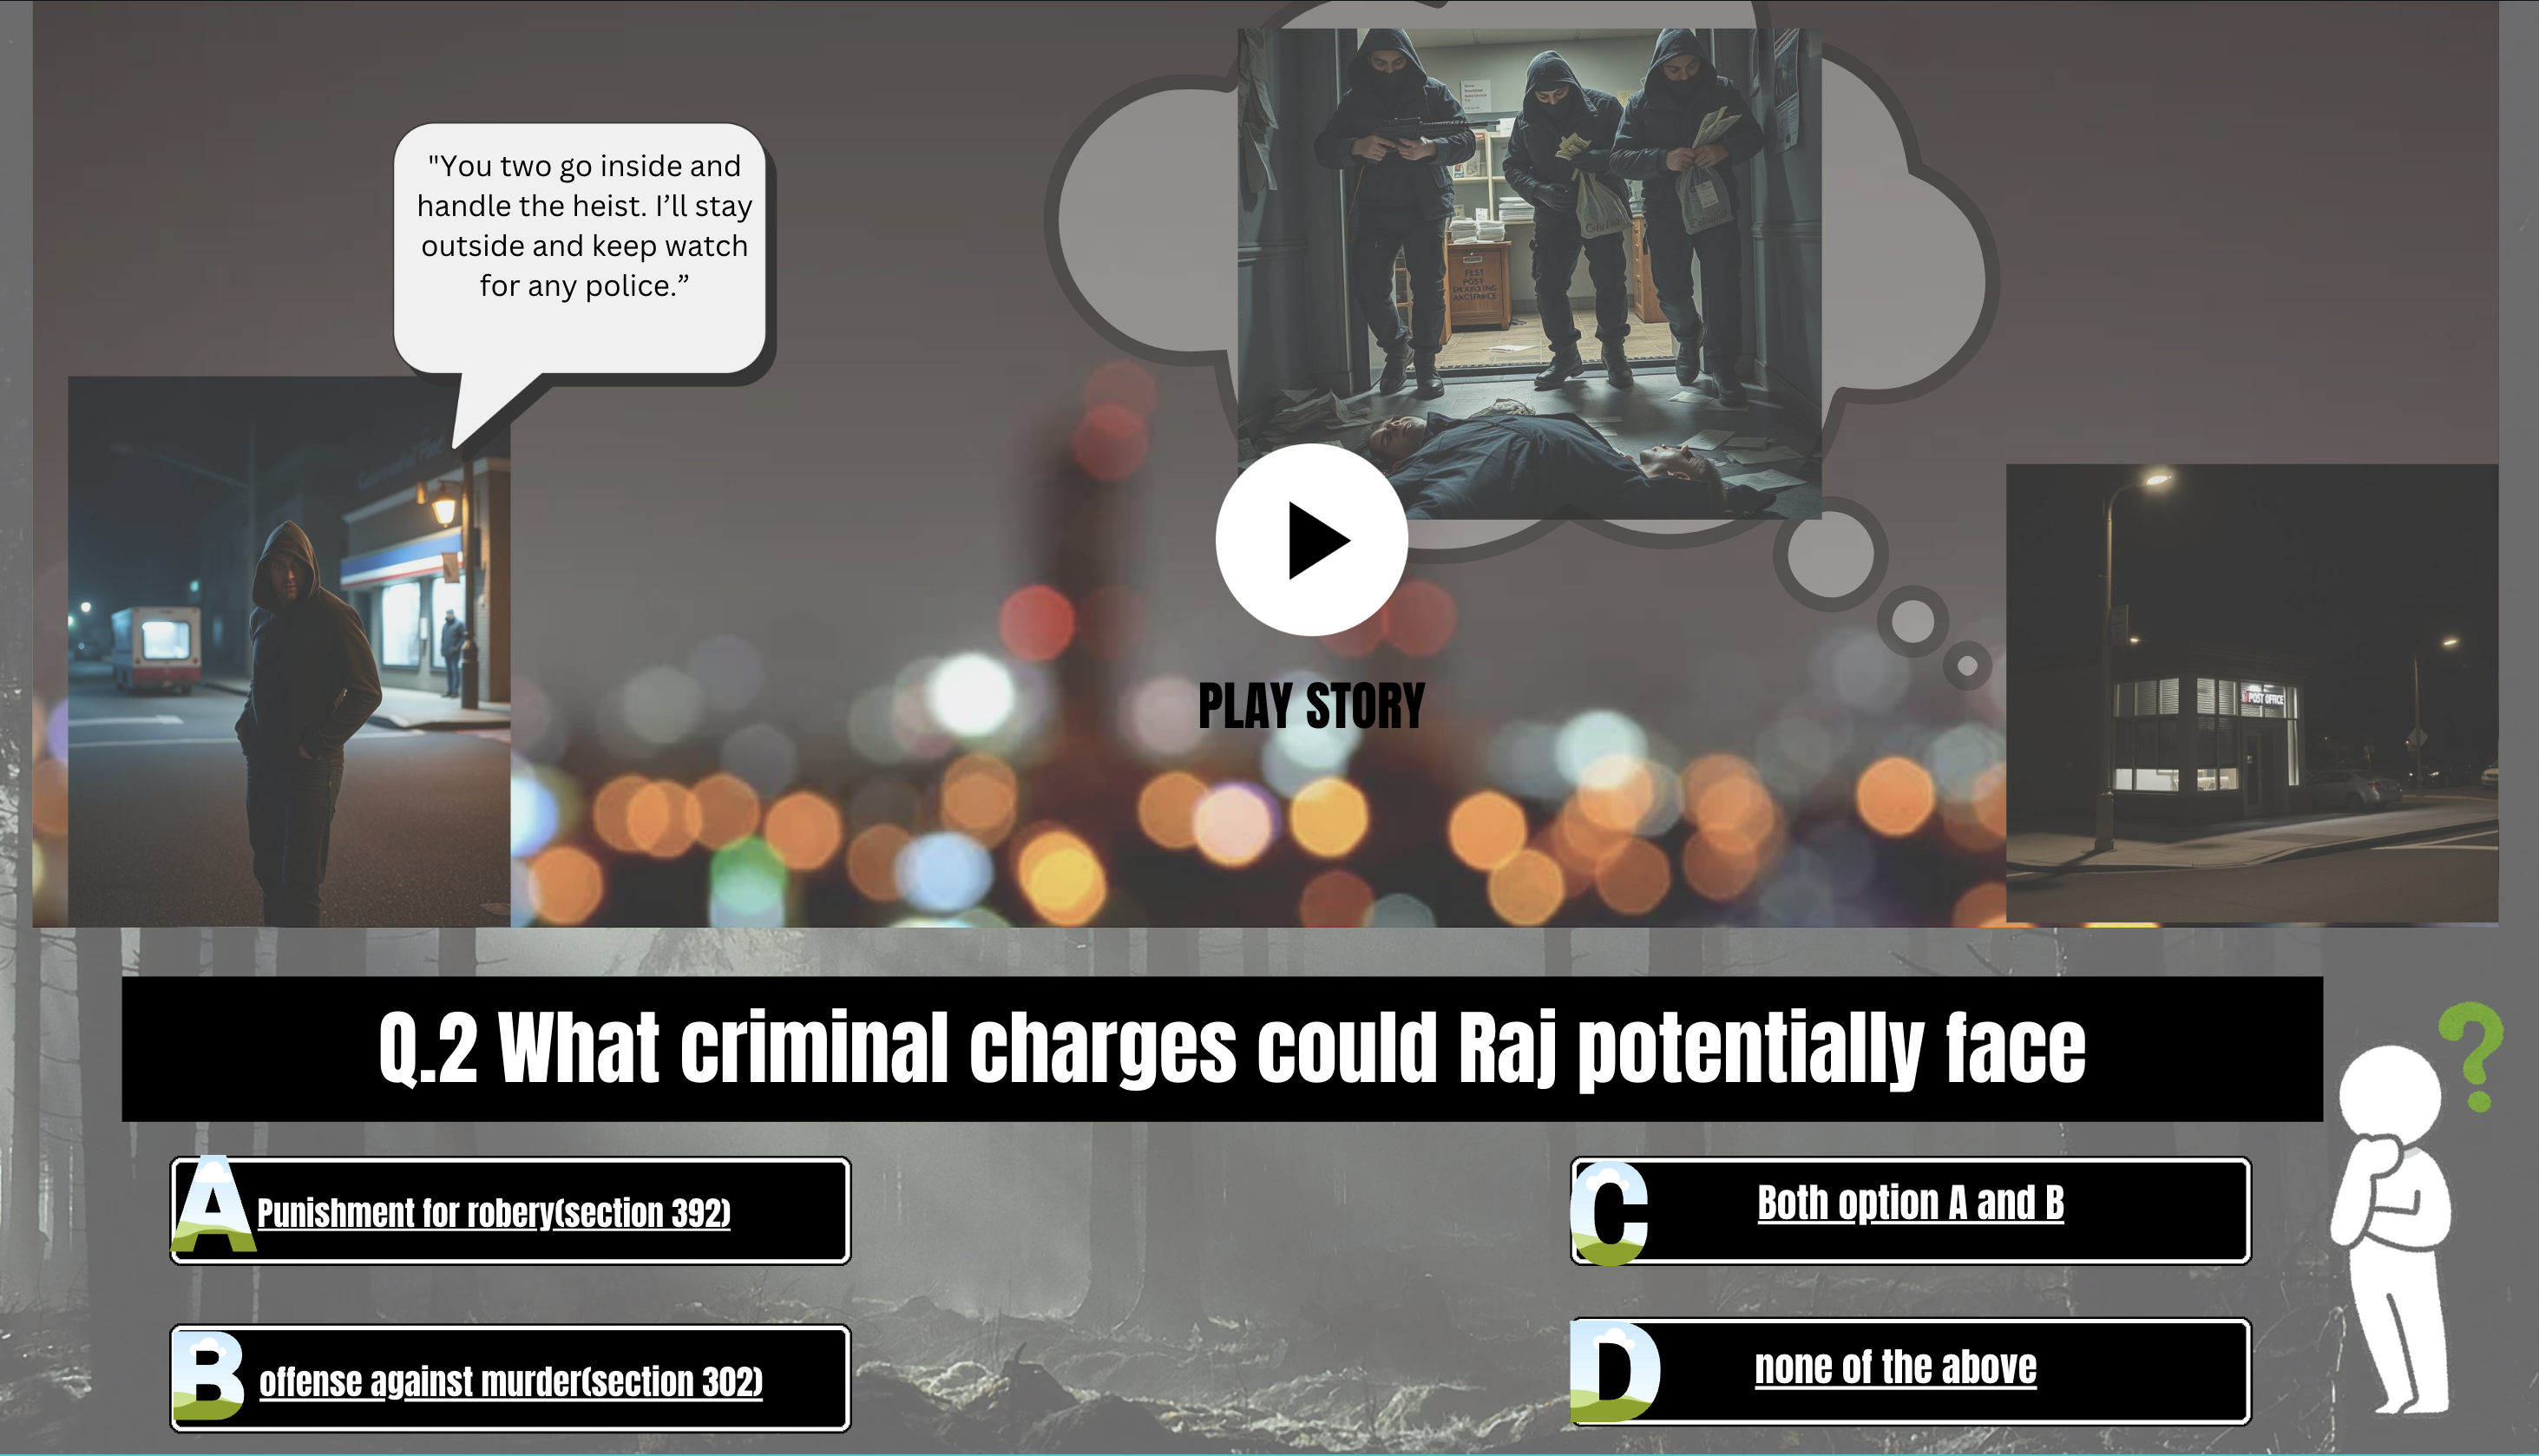 "You two go inside and
handle the heist. I’ll stay
outside and keep watch
for any police.”
POST OFFICE
PLAY STORY
Q.2 What criminal charges could Raj potentially face
A
Punishment for robery(section 392)
B
offense against murder(section 302)
C
Both option A and B
D
none of the above
?